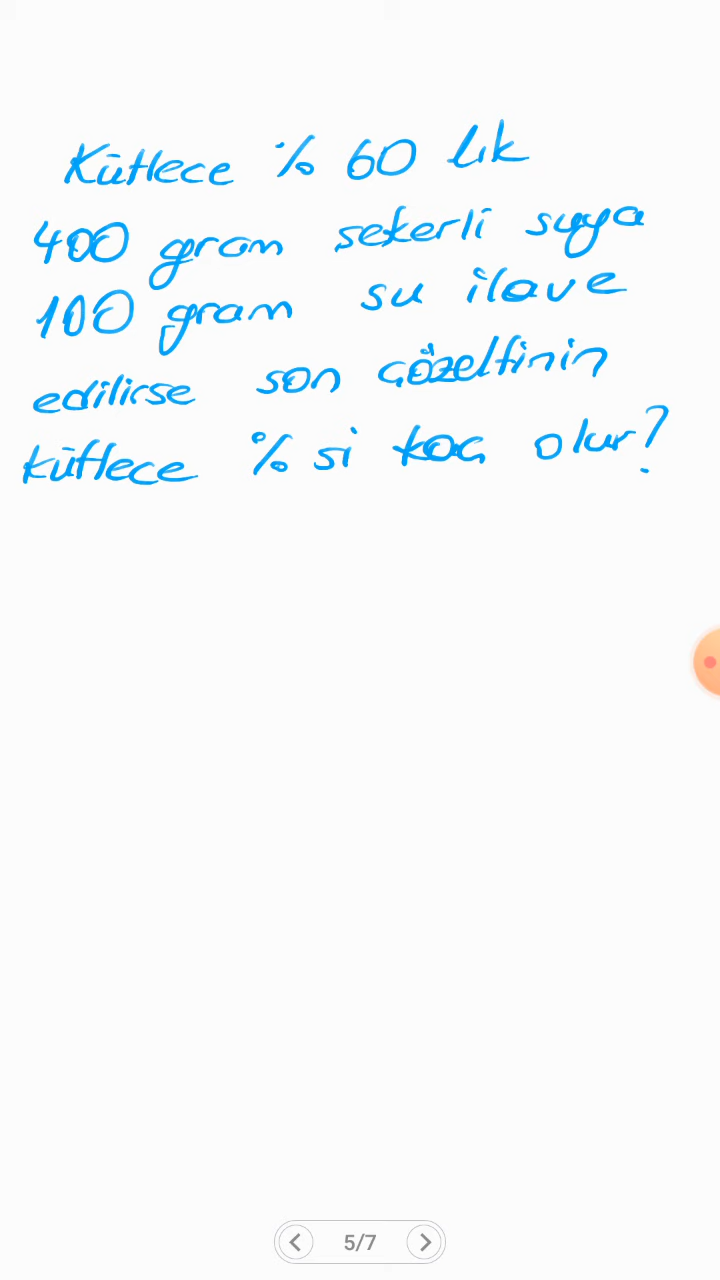 Kütlece % 60 lık
400 gram sekerli suya
100 gram su ilave
edilirse son çözeltinin
kütlece % si kaç olur?
5/7